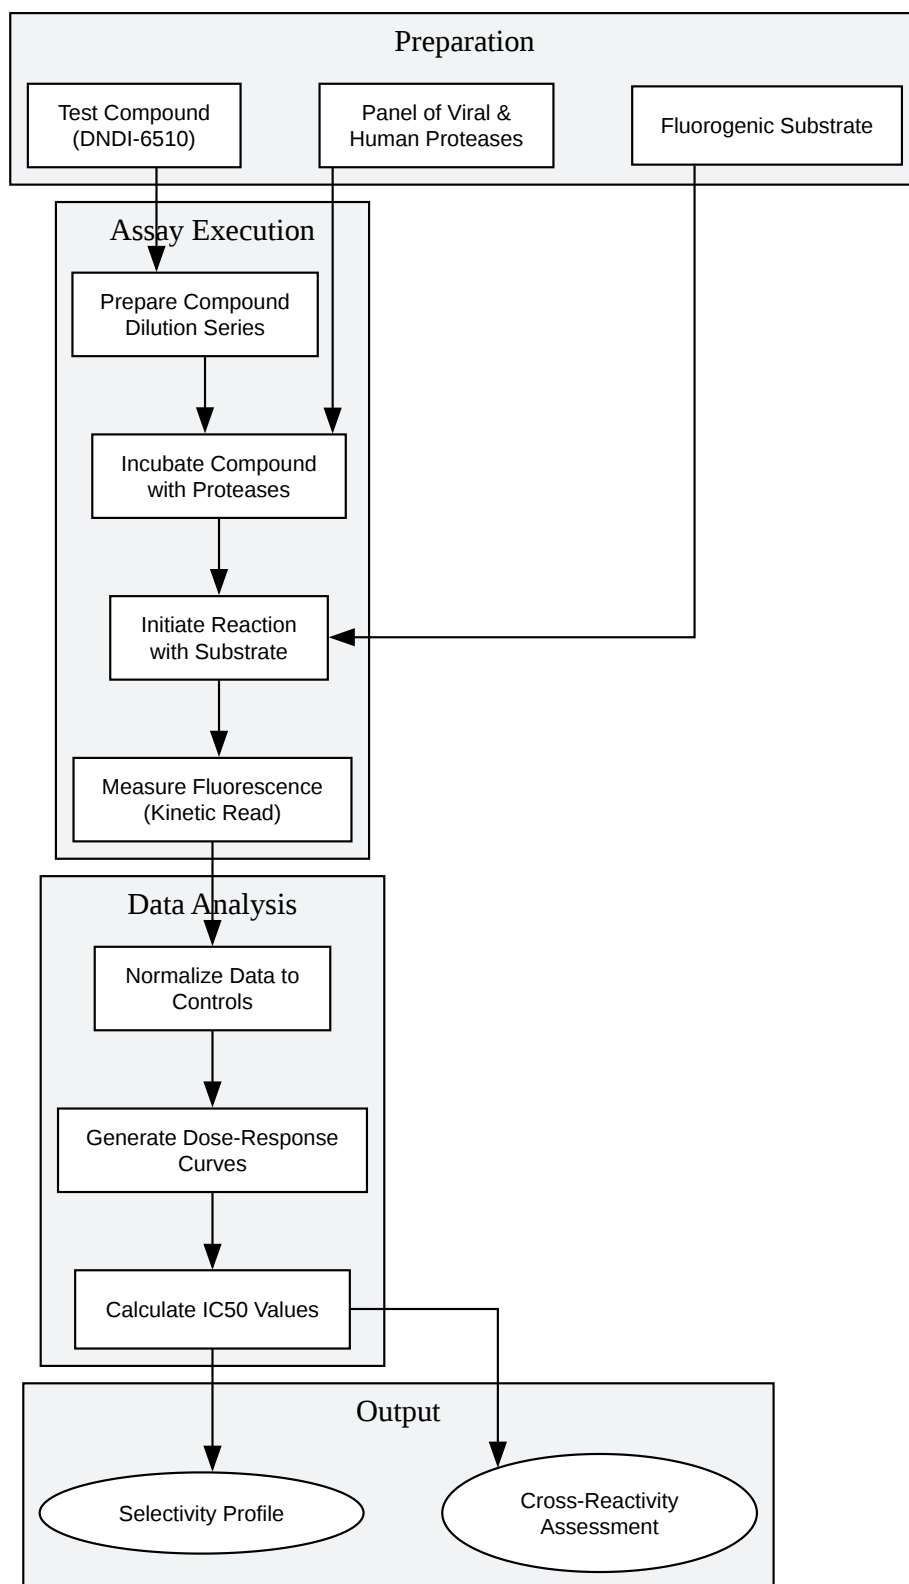 Preparation
Test Compound
(DNDI-6510)
Panel of Viral &
Human Proteases
Fluorogenic Substrate
Assay Execution
Prepare Compound
Dilution Series
Incubate Compound
with Proteases
Initiate Reaction
with Substrate
Measure Fluorescence
(Kinetic Read)
Data Analysis
Normalize Data to
Controls
Generate Dose-Response
Curves
Calculate IC50 Values
Output
Selectivity Profile
Cross-Reactivity
Assessment